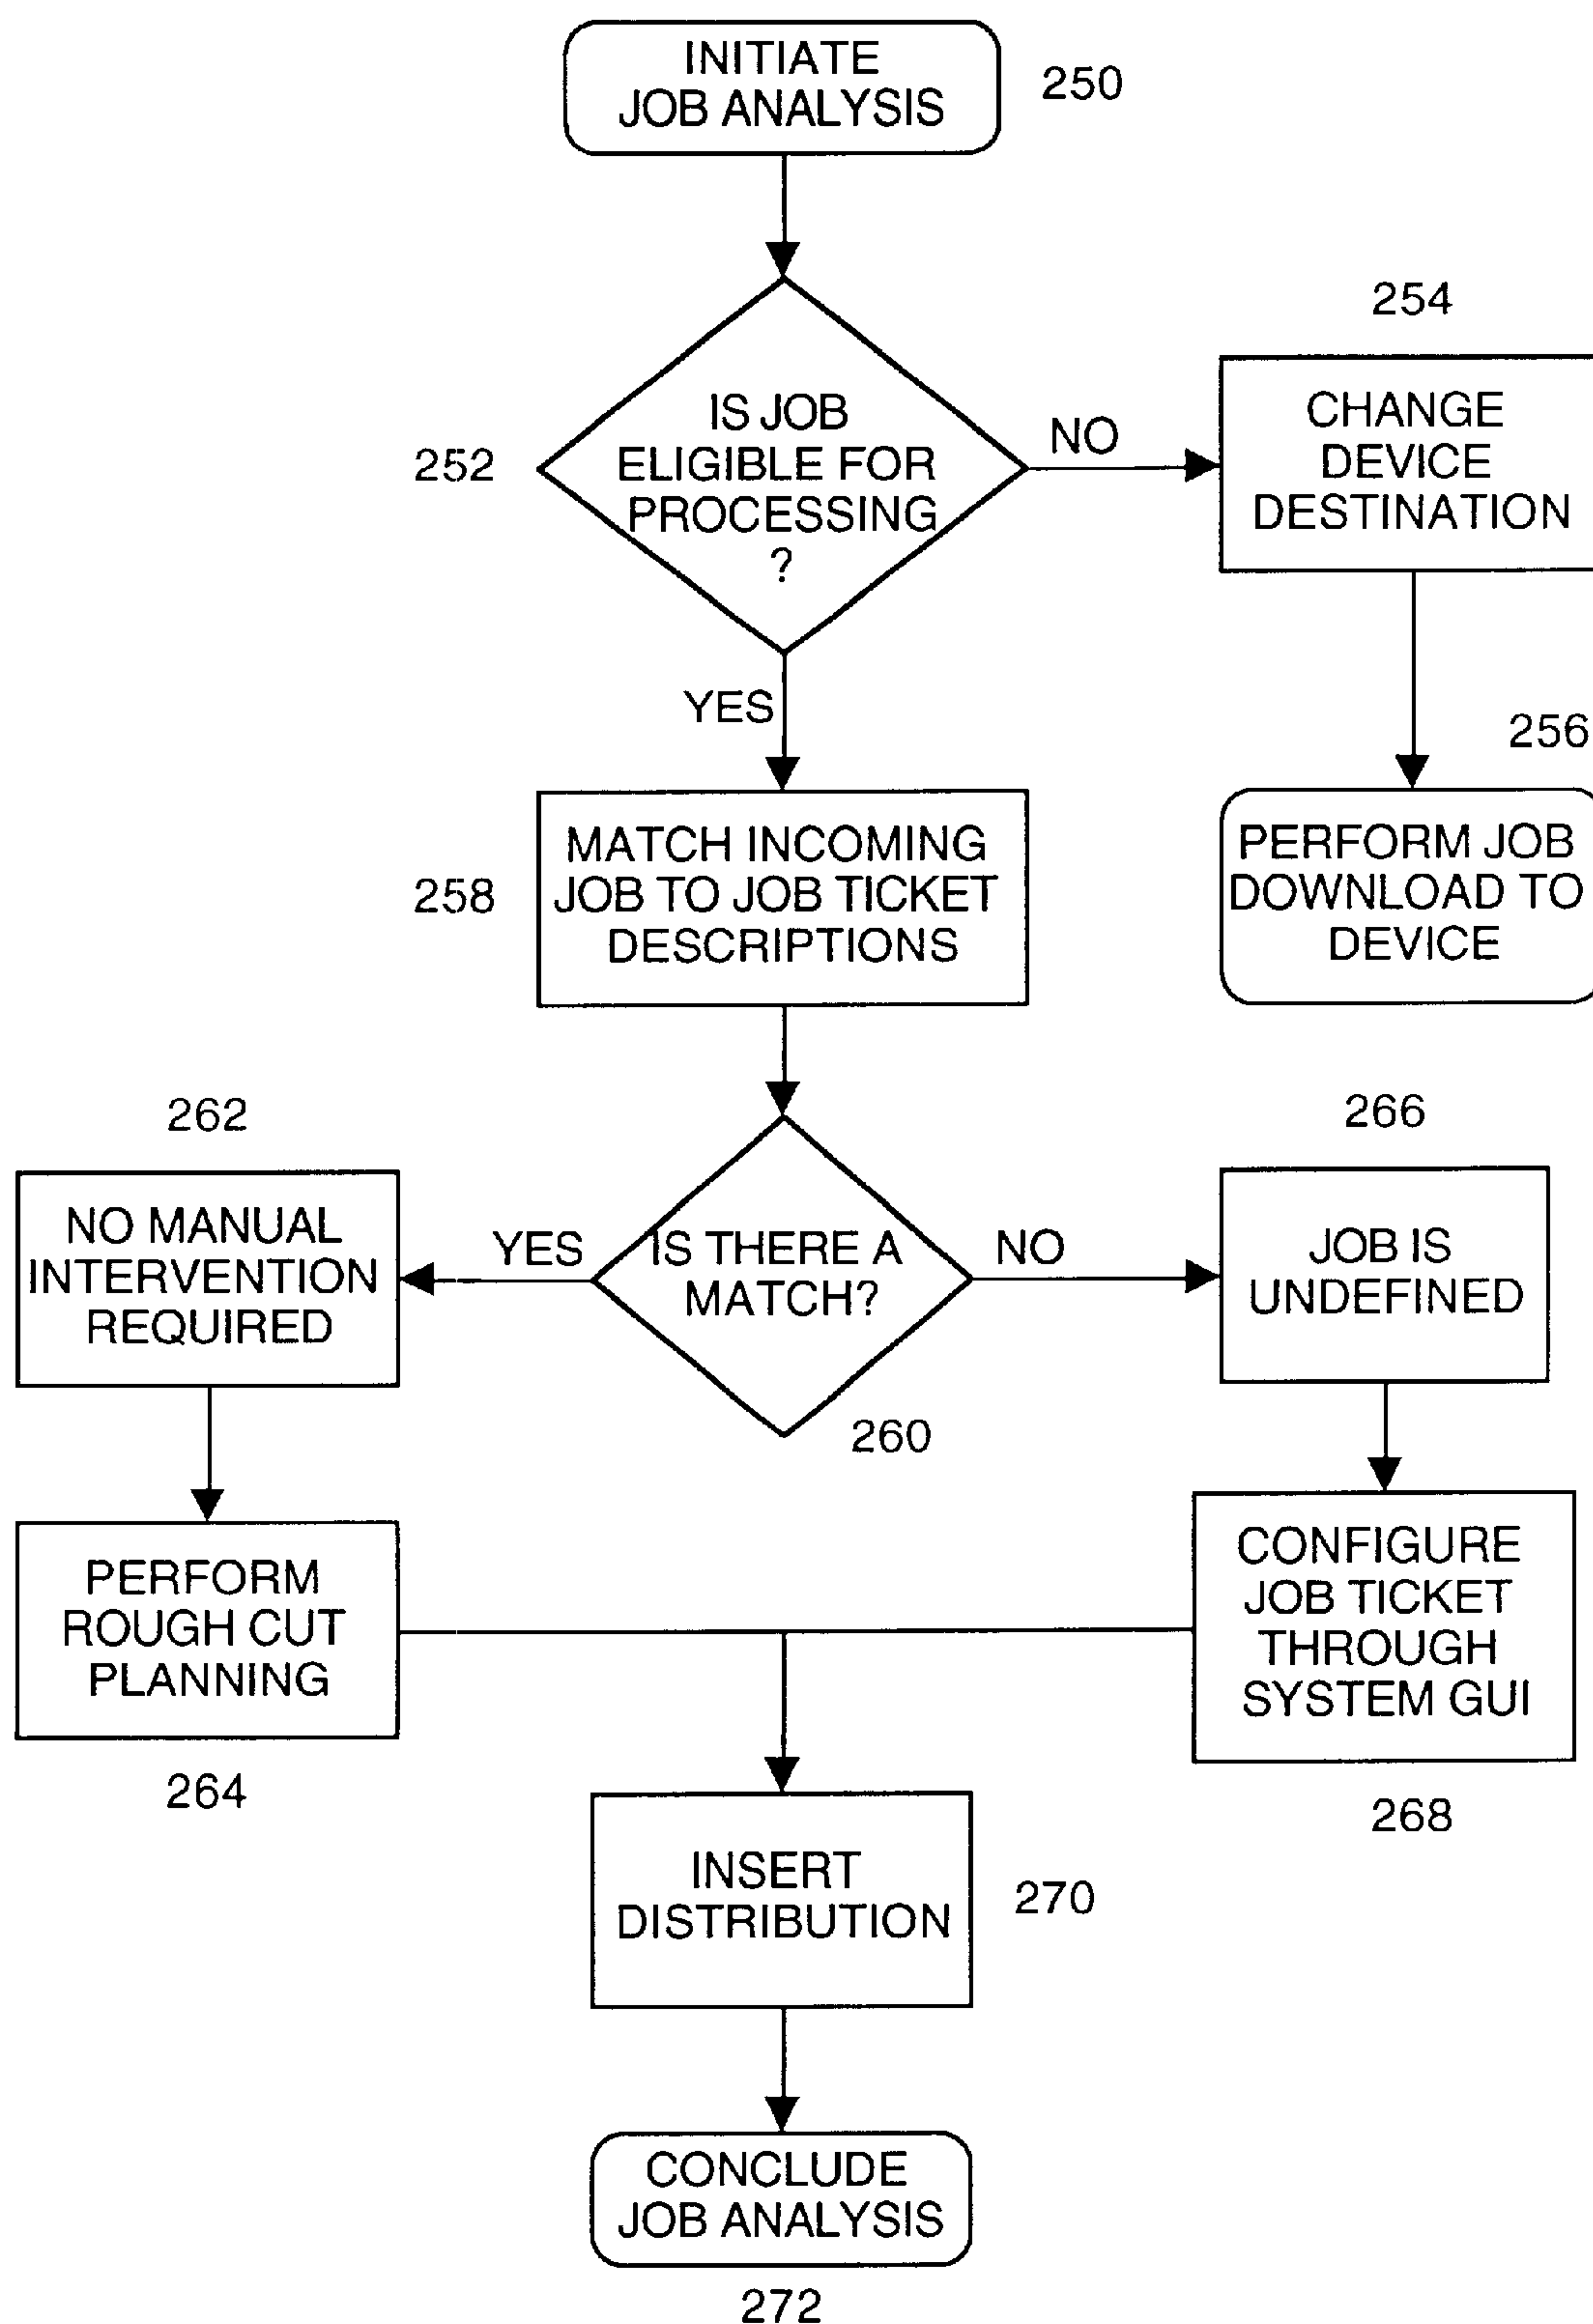 INITIATE
JOB ANALYSIS
250
254
IS JOB
ELIGIBLE FOR
PROCESSING
?
252
NO
CHANGE
DEVICE
DESTINATION
YES
256
MATCH INCOMING
JOB TO JOB TICKET
DESCRIPTIONS
258
PERFORM JOB
DOWNLOAD TO
DEVICE
262
266
NO MANUAL
INTERVENTION
REQUIRED
YES
IS THERE A
MATCH?
NO
JOB IS
UNDEFINED
260
PERFORM
ROUGH CUT
PLANNING
264
CONFIGURE
JOB TICKET
THROUGH
SYSTEM GUI
268
INSERT
DISTRIBUTION
270
CONCLUDE
JOB ANALYSIS
272